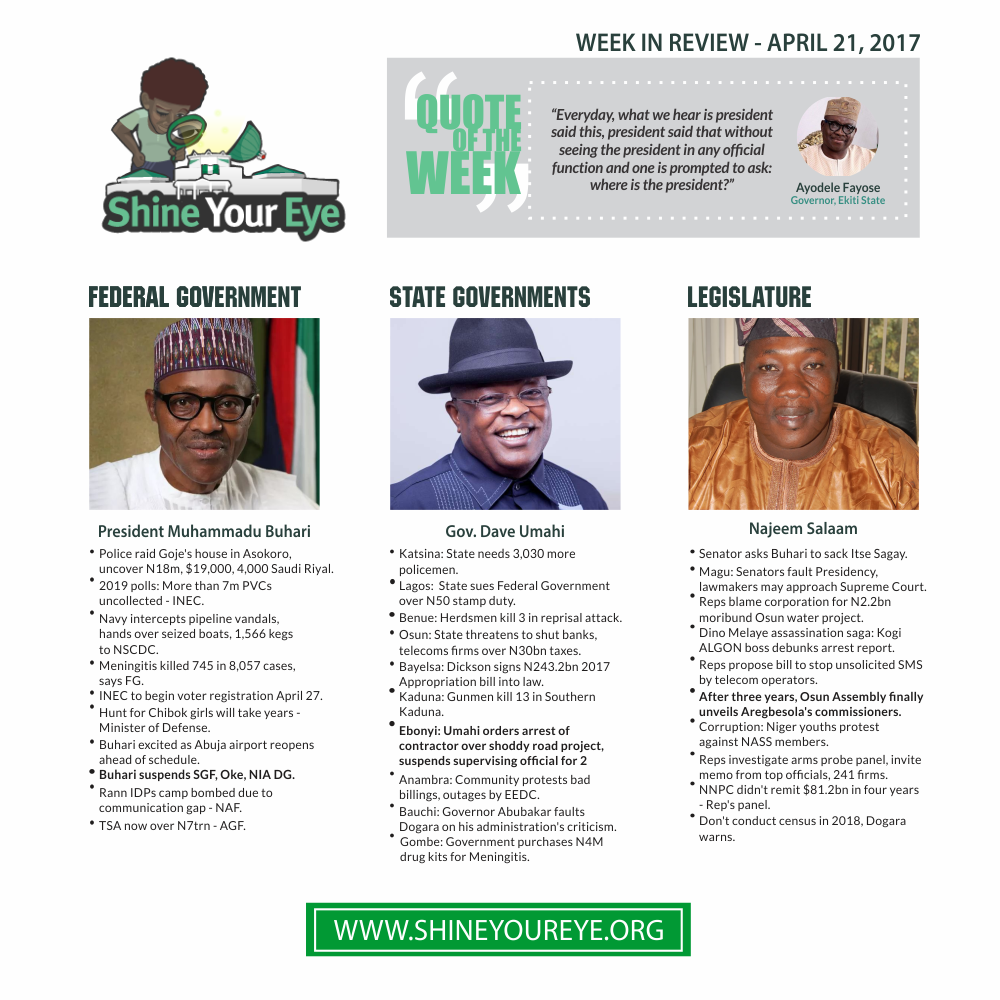 WEEK IN REVIEW - APRIL 21, 2017
Shine Your Eye
QUOTE
OF THE
WEEK
“Everyday, what we hear is president
said this, president said that without
seeing the president in any official
function and one is prompted to ask:
where is the president?”
Ayodele Fayose
Governor, Ekiti State
FEDERAL GOVERNMENT
President Muhammadu Buhari
• Police raid Goje's house in Asokoro,
uncover N18m, $19,000, 4,000 Saudi Riyal.
• 2019 polls: More than 7m PVCs
uncollected - INEC.
• Navy intercepts pipeline vandals,
hands over seized boats, 1,566 kegs
to NSCDC.
• Meningitis killed 745 in 8,057 cases,
says FG.
• INEC to begin voter registration April 27.
• Hunt for Chibok girls will take years -
Minister of Defense.
• Buhari excited as Abuja airport reopens
ahead of schedule.
• Buhari suspends SGF, Oke, NIA DG.
• Rann IDPs camp bombed due to
communication gap - NAF.
• TSA now over N7trn - AGF.
STATE GOVERNMENTS
Gov. Dave Umahi
• Katsina: State needs 3,030 more
policemen.
• Lagos: State sues Federal Government
over N50 stamp duty.
• Benue: Herdsmen kill 3 in reprisal attack.
• Osun: State threatens to shut banks,
telecoms firms over N30bn taxes.
• Bayelsa: Dickson signs N243.2bn 2017
Appropriation bill into law.
• Kaduna: Gunmen kill 13 in Southern
Kaduna.
• Ebonyi: Umahi orders arrest of
contractor over shoddy road project,
suspends supervising official for 2
• Anambra: Community protests bad
billings, outages by EEDC.
• Bauchi: Governor Abubakar faults
Dogara on his administration's criticism.
• Gombe: Government purchases N4M
drug kits for Meningitis.
LEGISLATURE
Najeem Salaam
• Senator asks Buhari to sack Itse Sagay.
• Magu: Senators fault Presidency,
lawmakers may approach Supreme Court.
• Reps blame corporation for N2.2bn
moribund Osun water project.
• Dino Melaye assassination saga: Kogi
ALGON boss debunks arrest report.
• Reps propose bill to stop unsolicited SMS
by telecom operators.
• After three years, Osun Assembly finally
unveils Aregbesola's commissioners.
• Corruption: Niger youths protest
against NASS members.
• Reps investigate arms probe panel, invite
memo from top officials, 241 firms.
• NNPC didn't remit $81.2bn in four years
- Rep's panel.
• Don't conduct census in 2018, Dogara
warns.
WWW.SHINEYOUREYE.ORG